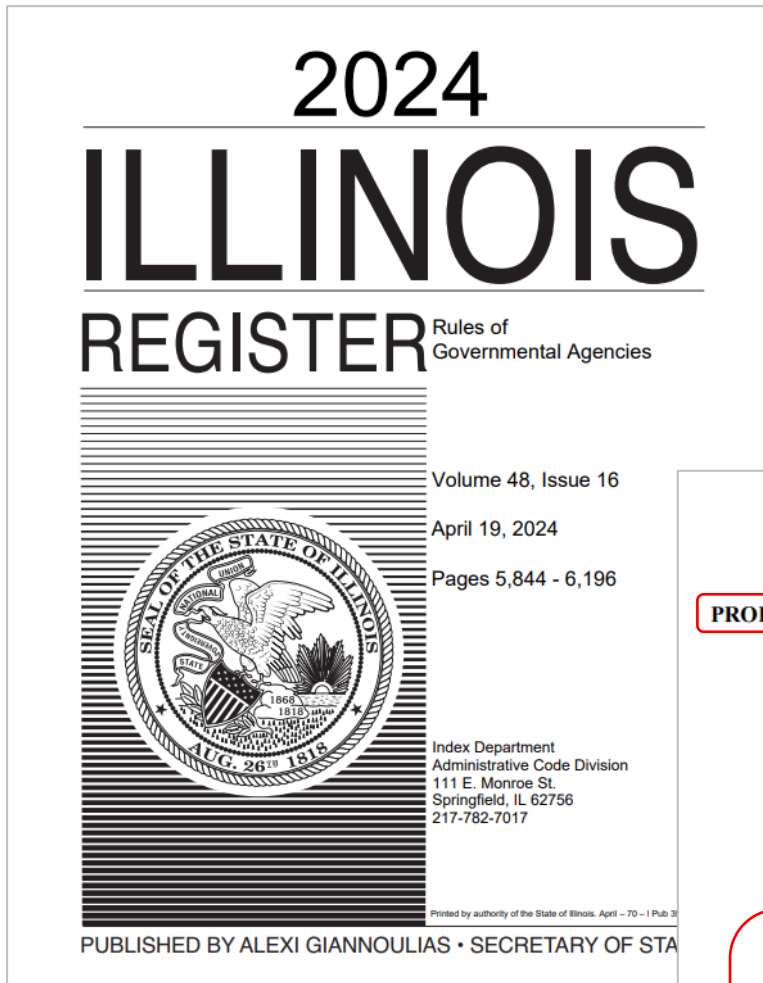 2024
ILLINOIS
REGISTER
Rules of
Governmental Agencies
Volume 48, Issue 16
April 19, 2024
Pages 5,844 - 6,196
SEAL OF THE STATE OF ILLINOIS
NATIONAL UNION
STATE SOVEREIGNTY
1868
1818
AUG. 26TH 1818
Index Department
Administrative Code Division
111 E. Monroe St.
Springfield, IL 62756
217-782-7017
Printed by authority of the State of Illinois. April – 70 – I Pub
PUBLISHED BY ALEXI GIANNOULIAS • SECRETARY OF STA